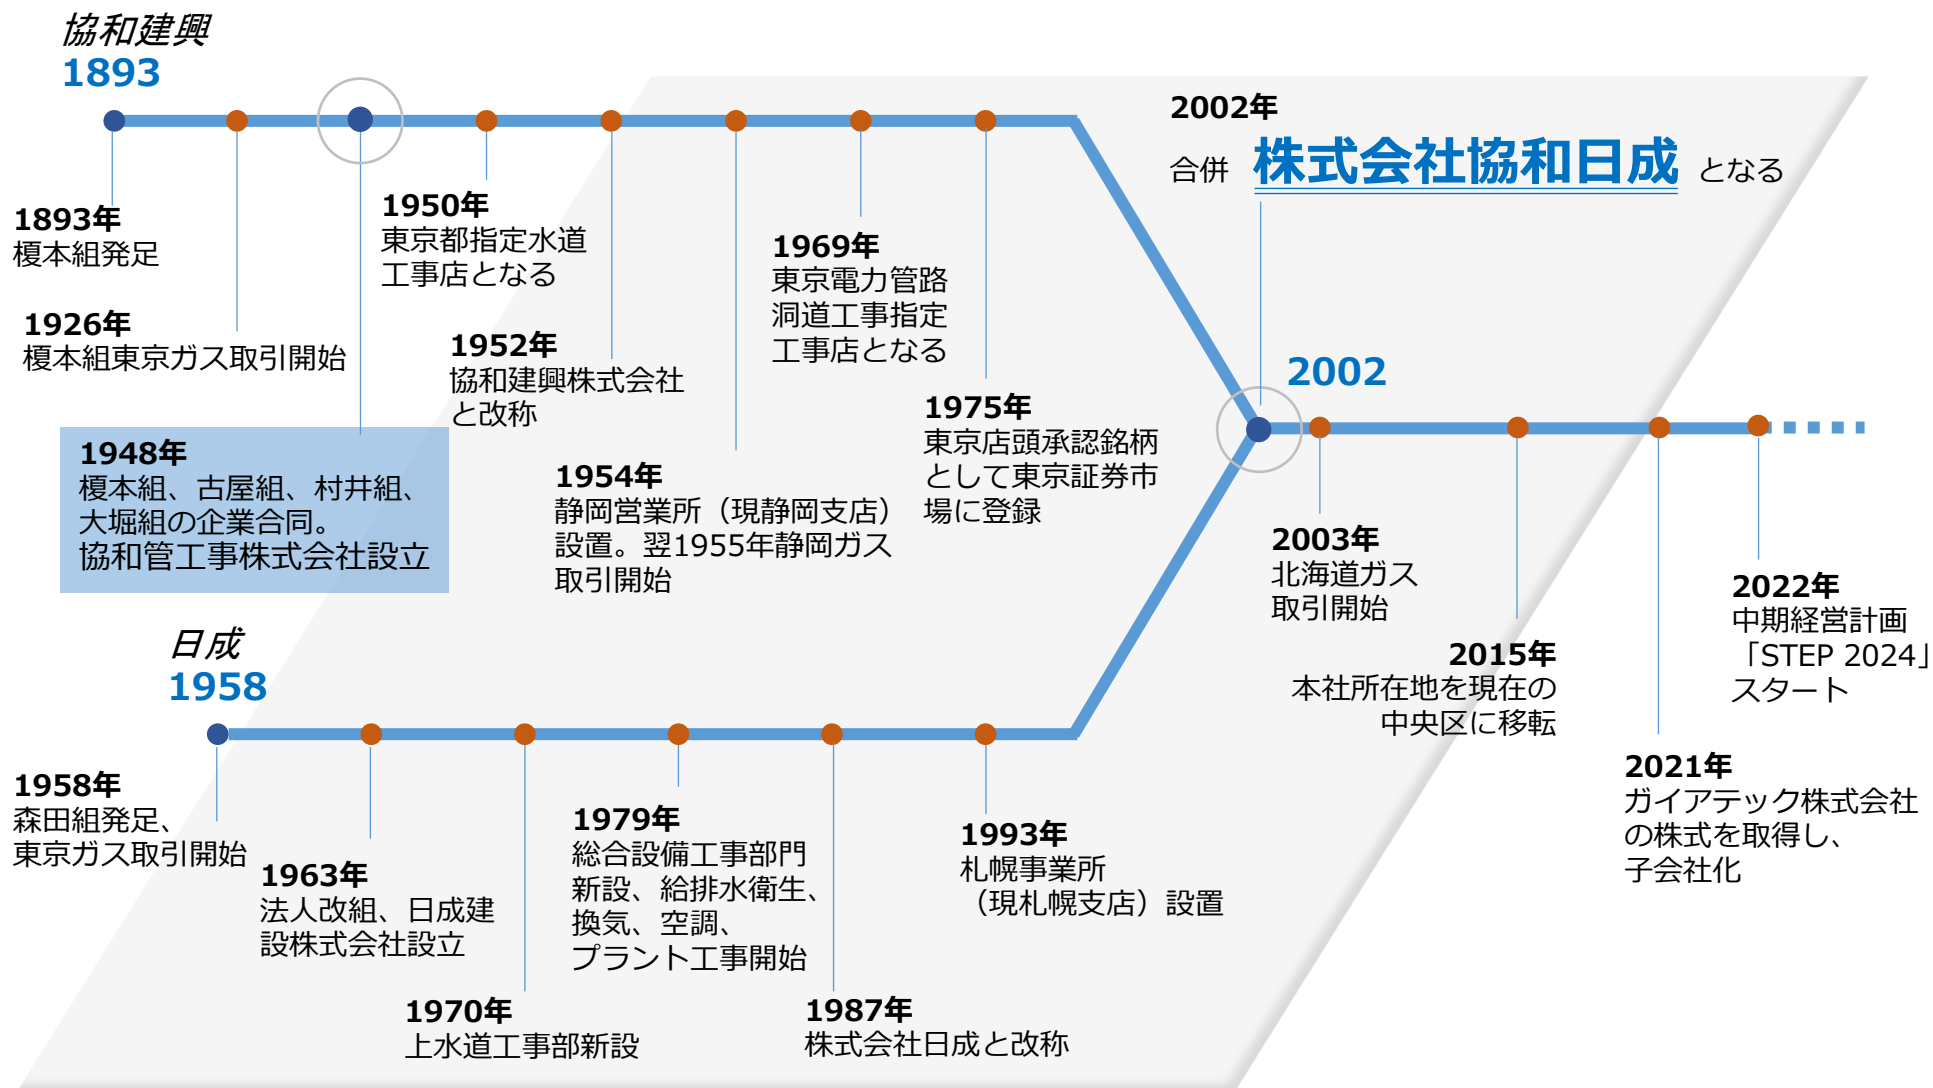 協和建興
1893
1893年
榎本組発足
1926年
榎本組東京ガス取引開始
1948年
榎本組、古屋組、村井組、
大堀組の企業合同。
協和管工事株式会社設立
1950年
東京都指定水道
工事店となる
1952年
協和建興株式会社
と改称
1954年
静岡営業所（現静岡支店）
設置。翌1955年静岡ガス
取引開始
1969年
東京電力管路
洞道工事指定
工事店となる
1975年
東京店頭承認銘柄
として東京証券市
場に登録
日成
1958
1958年
森田組発足、
東京ガス取引開始
1963年
法人改組、日成建
設株式会社設立
1970年
上水道工事部新設
1979年
総合設備工事部門
新設、給排水衛生、
換気、空調、
プラント工事開始
1987年
株式会社日成と改称
1993年
札幌事業所
（現札幌支店）設置
2002年
合併 株式会社協和日成 となる
2002
2003年
北海道ガス
取引開始
2015年
本社所在地を現在の
中央区に移転
2021年
ガイアテック株式会社
の株式を取得し、
子会社化
2022年
中期経営計画
「STEP 2024」
スタート